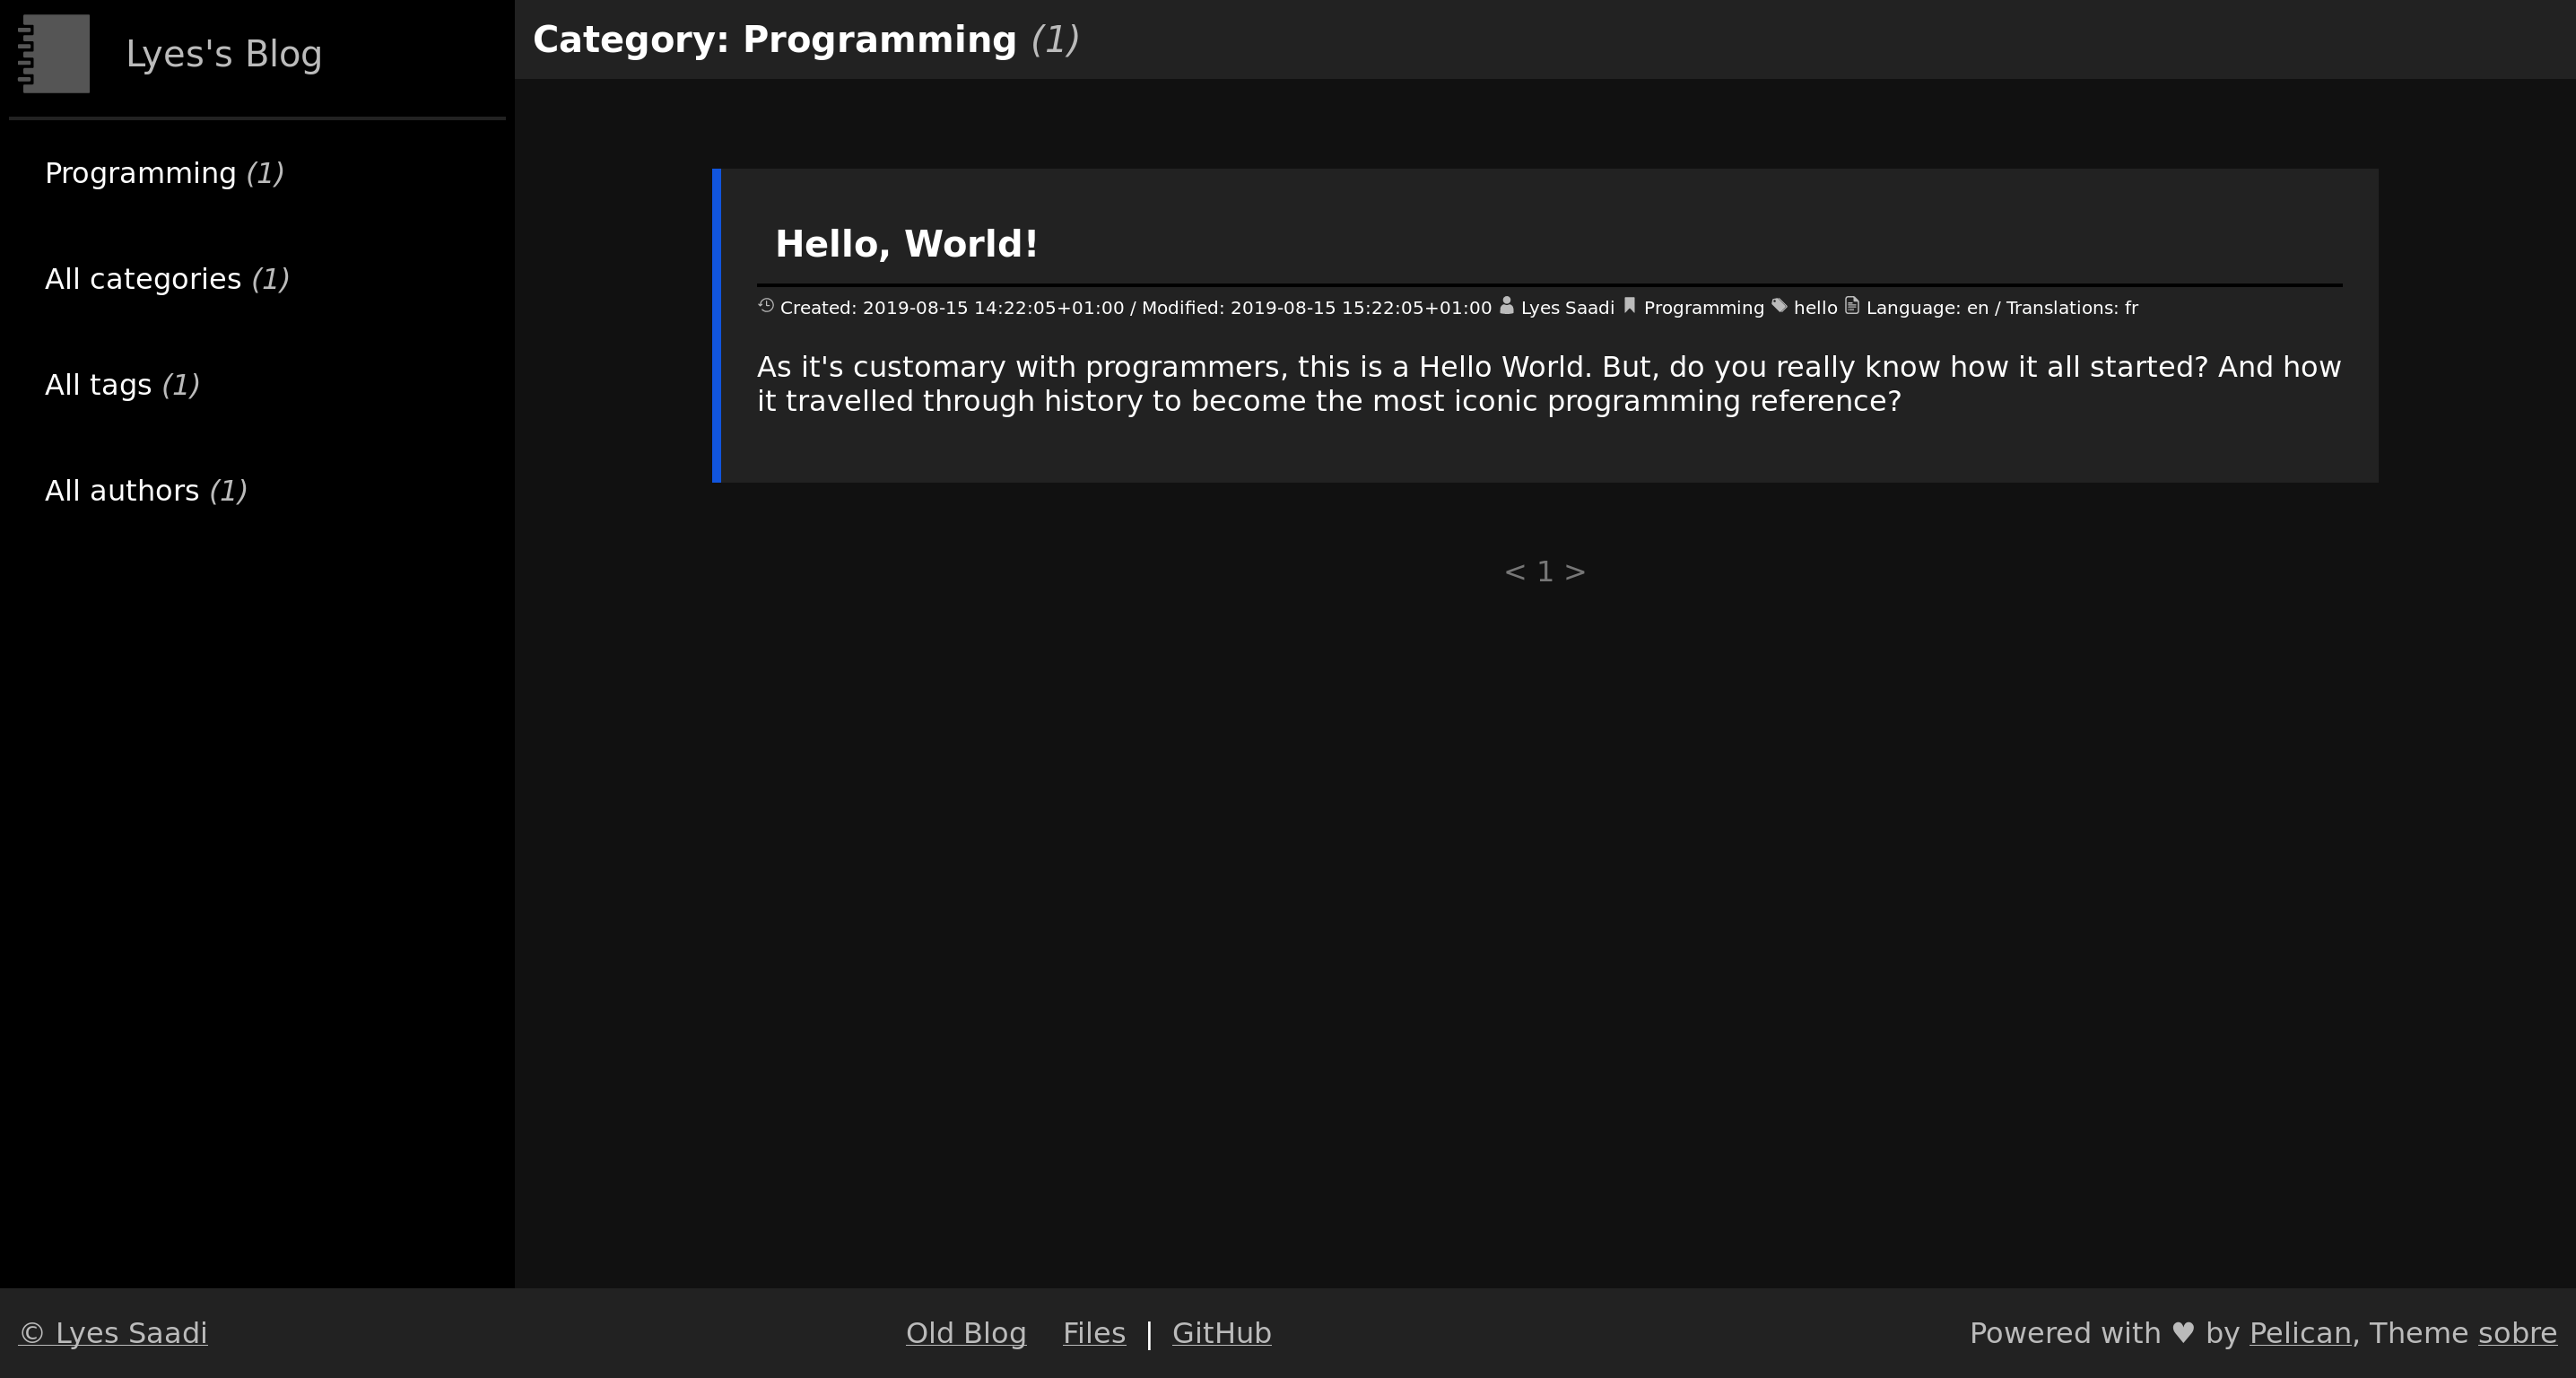 Lyes's Blog
Programming (1)
All categories (1)
All tags (1)
All authors (1)
Category: Programming (1)
Hello, World!
Created: 2019-08-15 14:22:05+01:00 / Modified: 2019-08-15 15:22:05+01:00 Lyes Saadi Programming hello Language: en / Translations: fr
As it's customary with programmers, this is a Hello World. But, do you really know how it all started? And how
it travelled through history to become the most iconic programming reference?
< 1 >
© Lyes Saadi Old Blog Files | GitHub Powered with ♥ by Pelican, Theme sobre